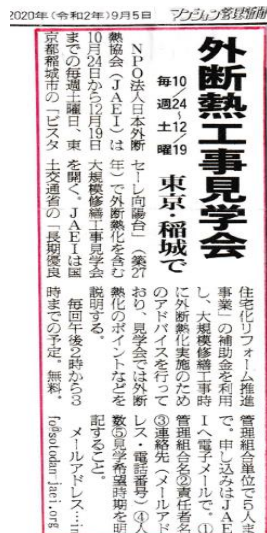 2020年(令和2年)9月5日 マンション管理新聞
外断熱工事見学会
10/24〜12/19
毎週土曜
東京・稲城で
NPO法人日本外断
熱協会(JAEI)は
10月24日から12月19日
までの毎週土曜日、東
京都稲城市の「ビスタ
セーレ向陽台」(築27
年)で外断熱化を含む
大規模修繕工事見学会
を開く。JAEIは国
土交通省の「長期優良
住宅化リフォーム推進
事業」の補助金を利用
し、大規模修繕工事時
に外断熱化実施のため
のアドバイスを行って
おり、見学会では外断
熱化のポイントなどを
説明する。
毎回午後2時から3
時までの予定。無料。
管理組合単位で5人ま
で。申し込みはJAE
Iへ電子メールで。①
管理組合名②責任者名
③連絡先(メールアド
レス・電話番号)④人
数⑤見学希望時期を明
記すること。
メールアドレス…in
fo@sotodan-jaei.org